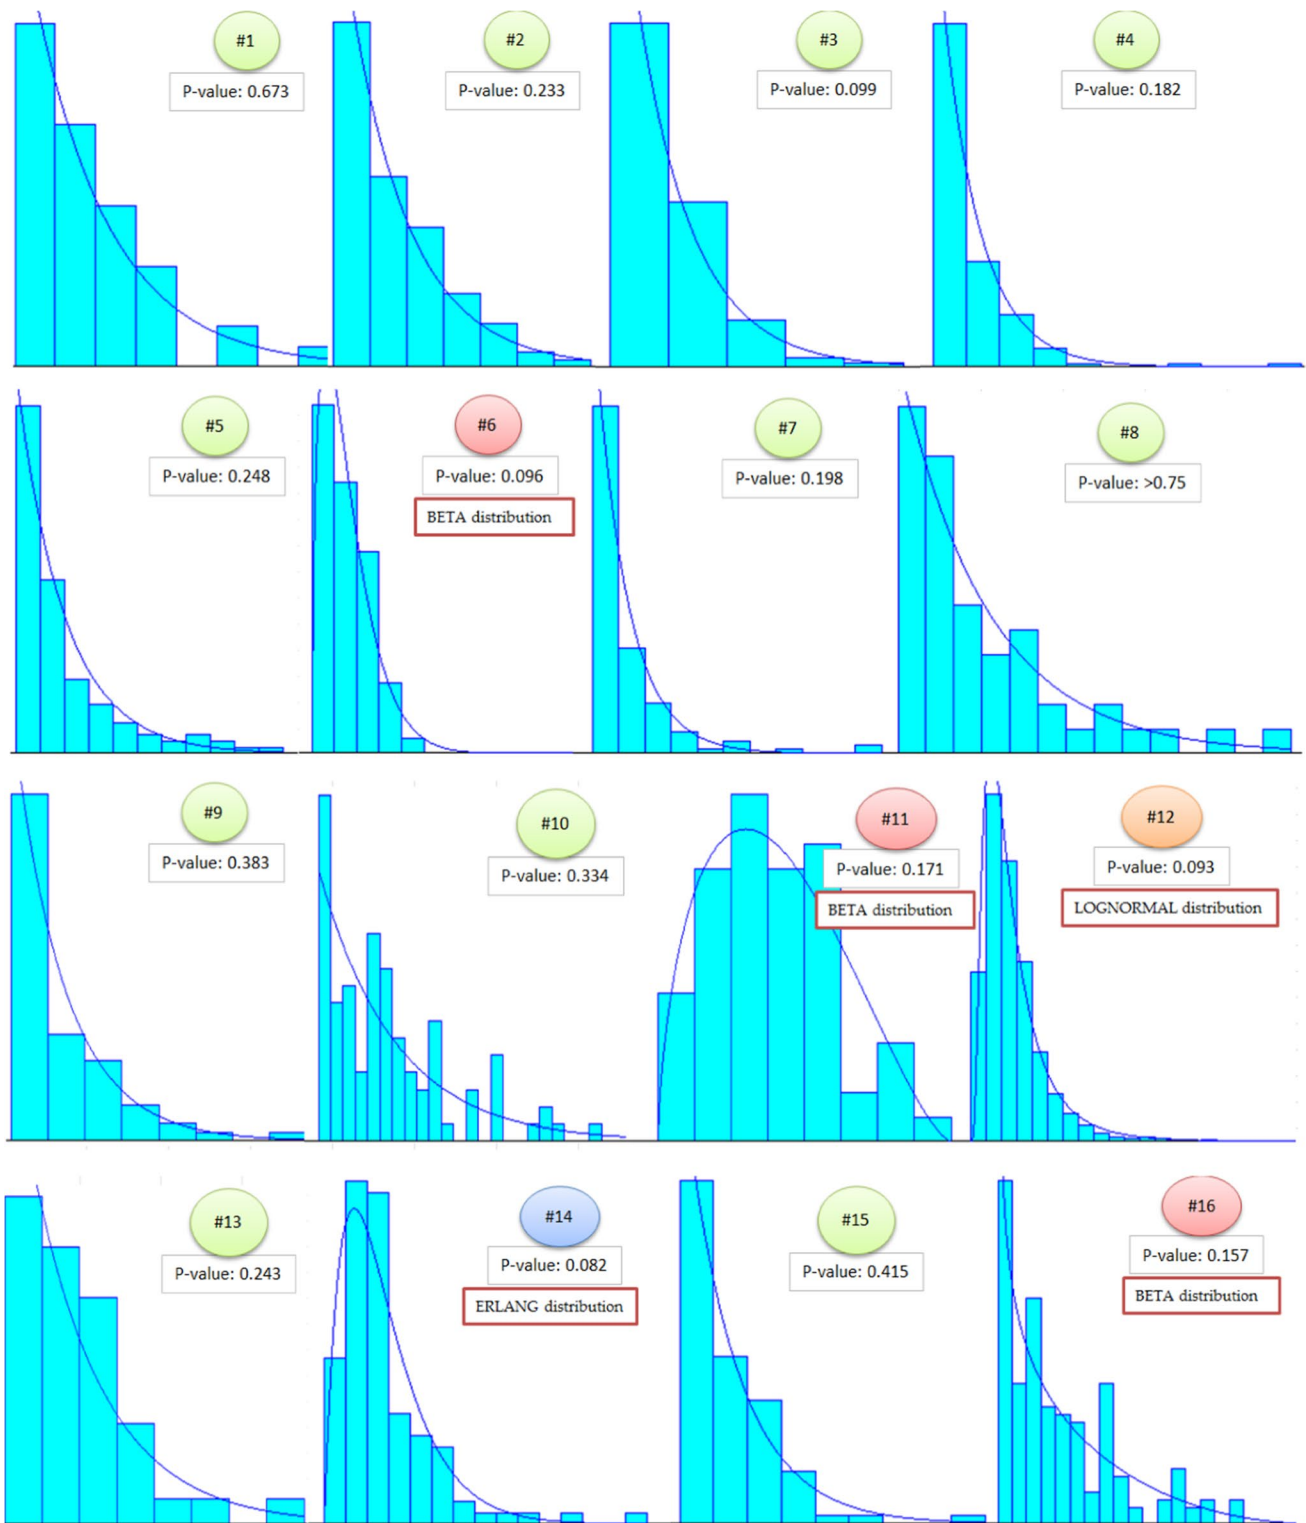 #1
P-value: 0.673
#2
P-value: 0.233
#3
P-value: 0.099
#4
P-value: 0.182
#5
P-value: 0.248
#6
P-value: 0.096
BETA distribution
#7
P-value: 0.198
#8
P-value: >0.75
#9
P-value: 0.383
#10
P-value: 0.334
#11
P-value: 0.171
BETA distribution
#12
P-value: 0.093
LOGNORMAL distribution
#13
P-value: 0.243
#14
P-value: 0.082
ERLANG distribution
#15
P-value: 0.415
#16
P-value: 0.157
BETA distribution